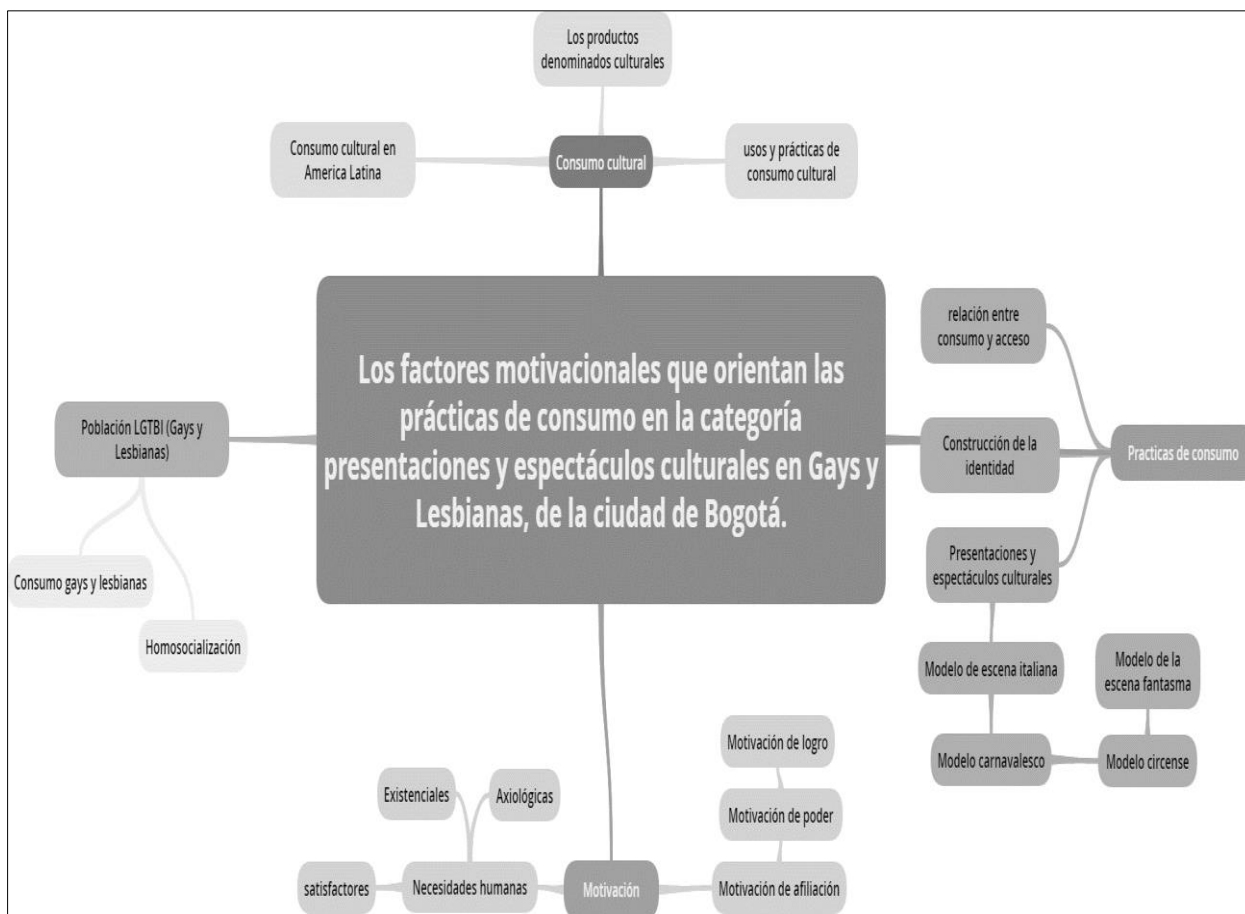 Los productos
denominados culturales
Consumo cultural en
America Latina
Consumo cultural
usos y prácticas de
consumo cultural
Los factores motivacionales que orientan las
prácticas de consumo en la categoría
presentaciones y espectáculos culturales en Gays y
Lesbianas, de la ciudad de Bogotá.
Población LGTBI (Gays y
Lesbianas)
Consumo gays y lesbianas
Homosocialización
relación entre
consumo y acceso
Construcción de la
identidad
Practicas de consumo
Presentaciones y
espectáculos culturales
Modelo de escena italiana
Modelo de la
escena fantasma
Modelo carnavalesco
Modelo circense
Motivación de logro
Motivación de poder
Motivación de afiliación
Motivación
Existenciales
Axiológicas
satisfactores
Necesidades humanas